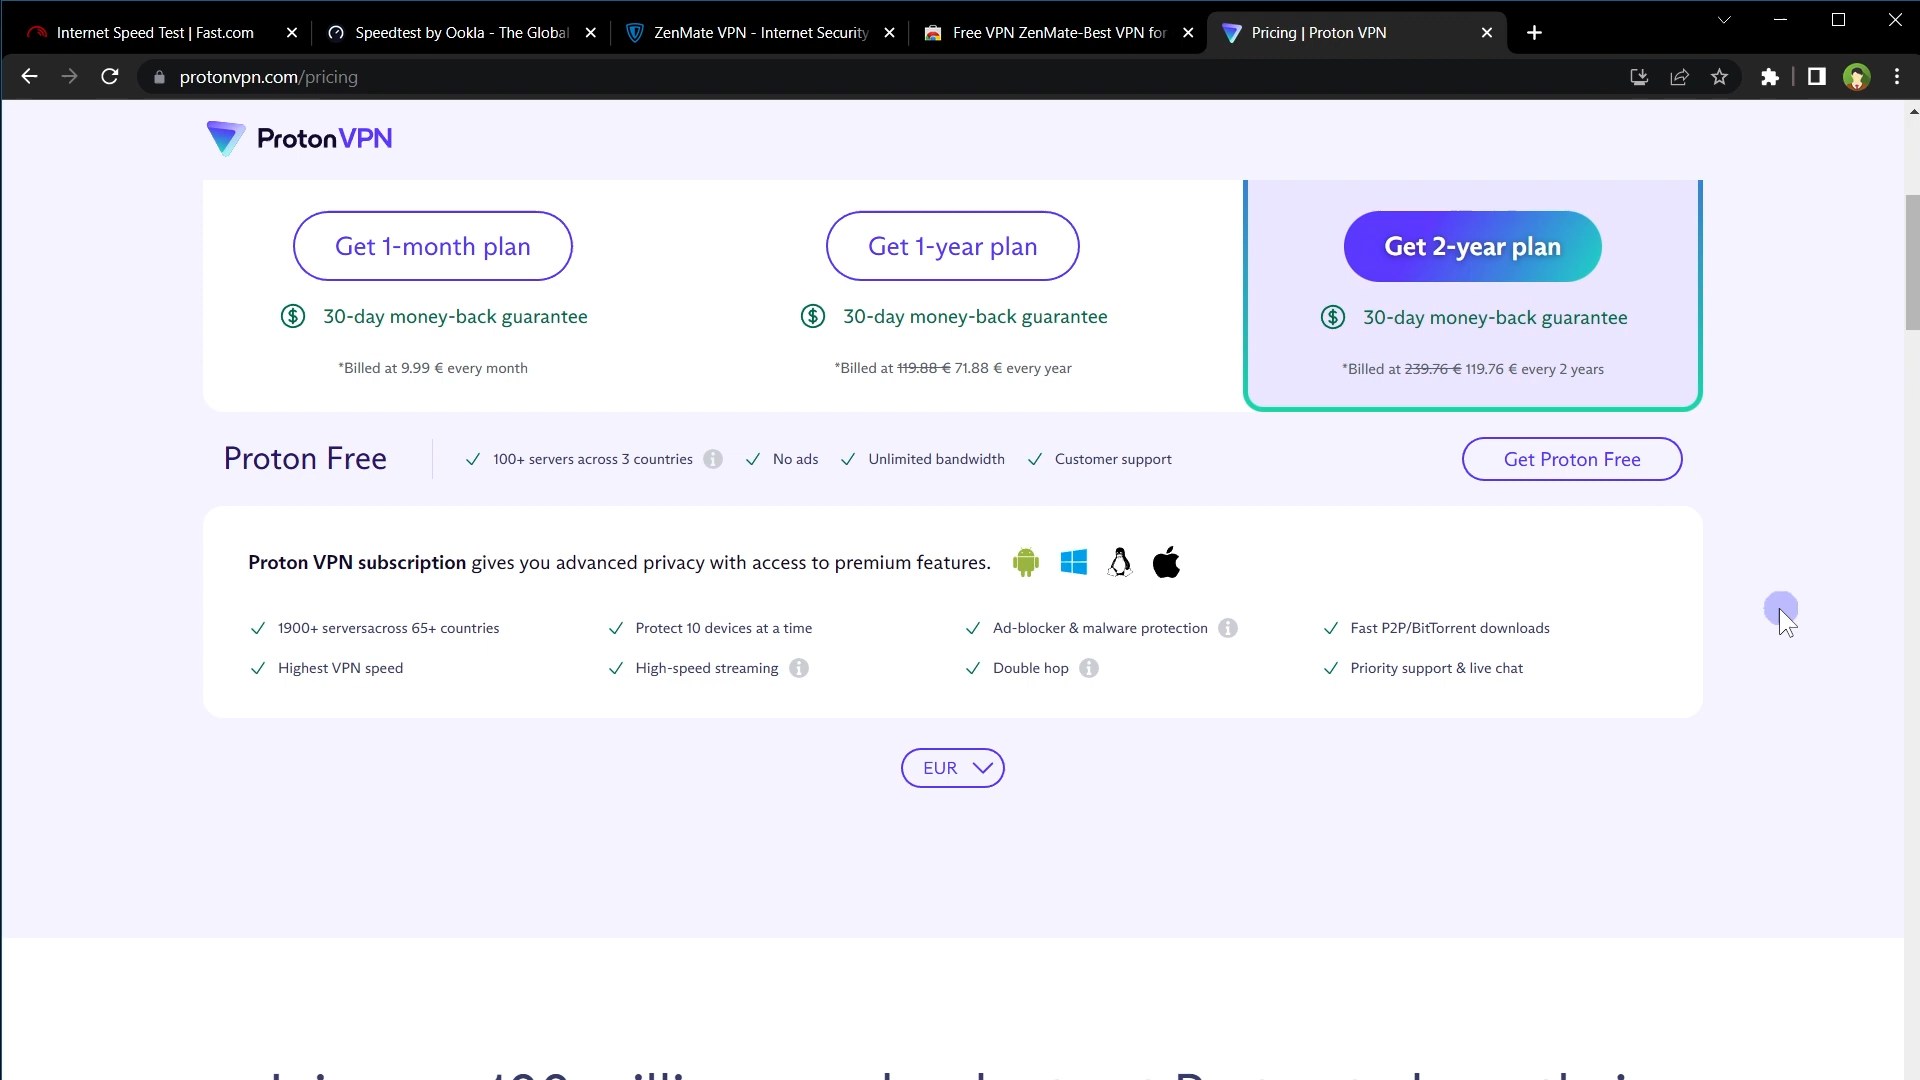 Internet Speed Test | Fast.com
Speedtest by Ookla - The Global
ZenMate VPN - Internet Security
Free VPN ZenMate-Best VPN for
Pricing | Proton VPN
protonvpn.com/pricing
ProtonVPN
Get 1-month plan
Get 1-year plan
Get 2-year plan
30-day money-back guarantee
30-day money-back guarantee
30-day money-back guarantee
*Billed at 9.99 € every month
*Billed at 119.88 € 71.88 € every year
*Billed at 239.76 € 119.76 € every 2 years
Proton Free
100+ servers across 3 countries
No ads
Unlimited bandwidth
Customer support
Get Proton Free
Proton VPN subscription gives you advanced privacy with access to premium features.
1900+ serversacross 65+ countries
Protect 10 devices at a time
Ad-blocker & malware protection
Fast P2P/BitTorrent downloads
Highest VPN speed
High-speed streaming
Double hop
Priority support & live chat
EUR